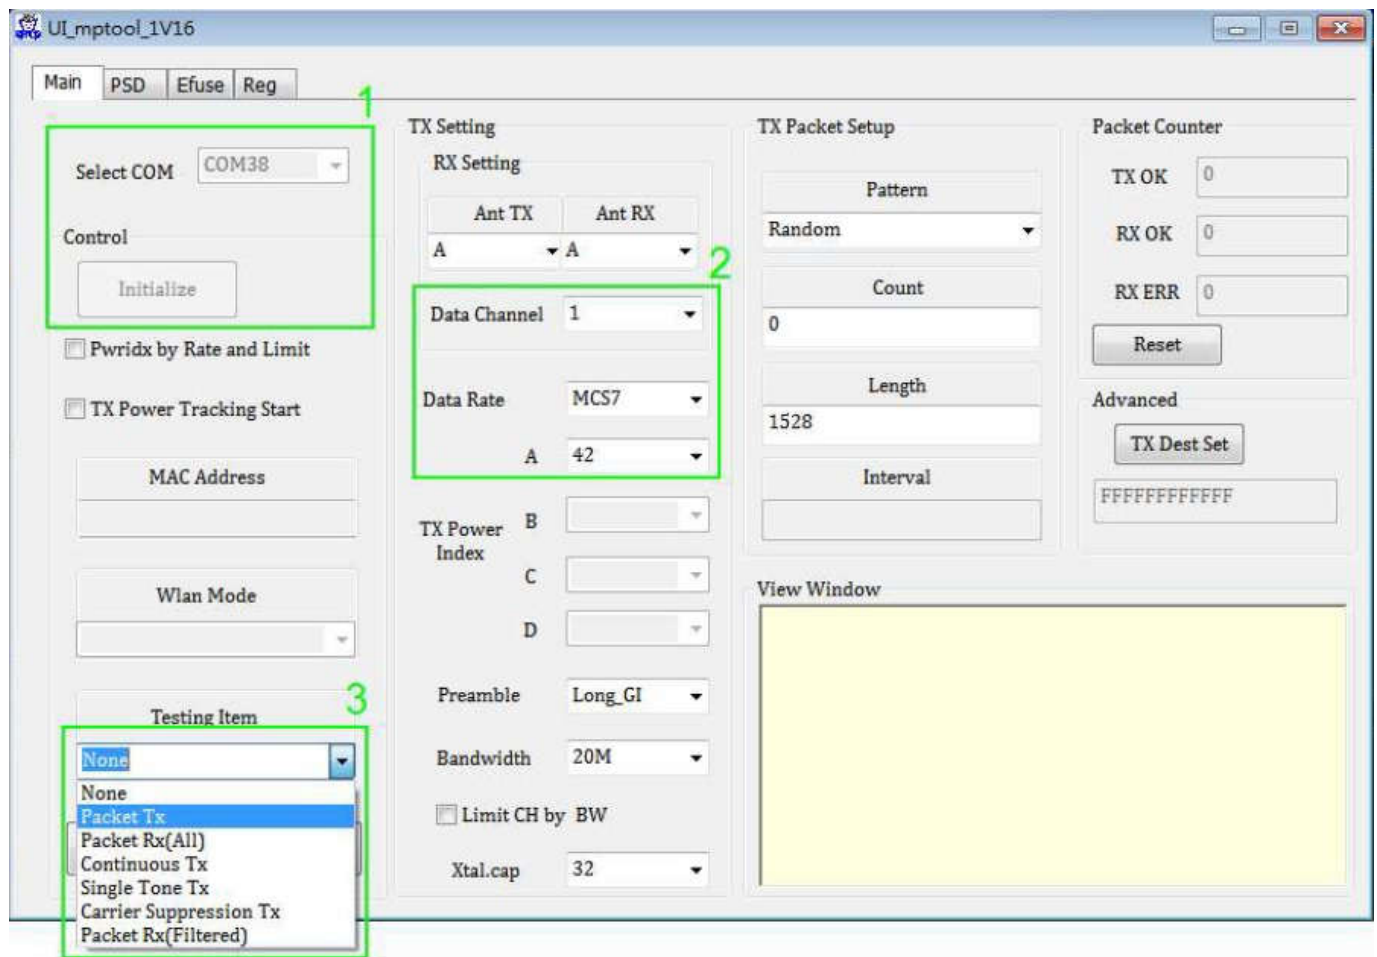 UI_mptool_1V16
Main PSD Efuse Reg
1
Select COM COM38
Control
Initialize
Pwridx by Rate and Limit
TX Power Tracking Start
MAC Address
Wlan Mode
3
Testing Item
None
None
Packet Tx
Packet Rx(All)
Continuous Tx
Single Tone Tx
Carrier Suppression Tx
Packet Rx(Filtered)
TX Setting
RX Setting
Ant TX Ant RX
A A
2
Data Channel 1
Data Rate MCS7
A 42
TX Power
Index
B
C
D
Preamble Long_GI
Bandwidth 20M
Limit CH by BW
Xtal.cap 32
TX Packet Setup
Pattern
Random
Count
0
Length
1528
Interval
Packet Counter
TX OK 0
RX OK 0
RX ERR 0
Reset
Advanced
TX Dest Set
FFFFFFFFFFFF
View Window